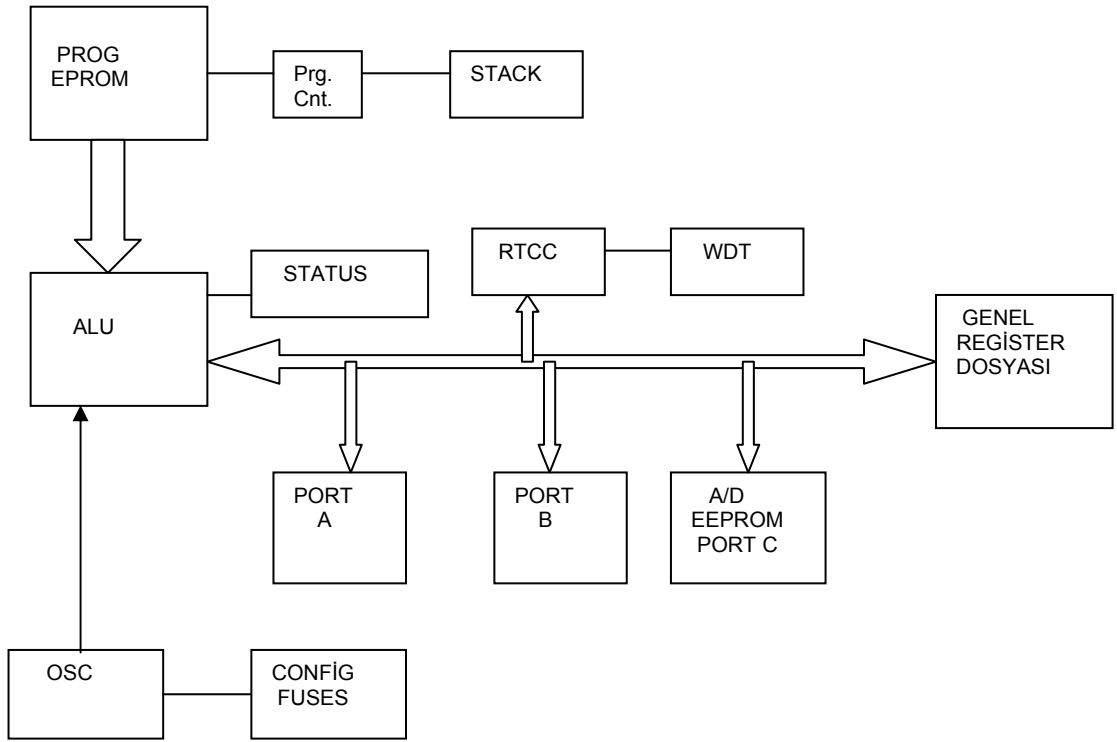 PROG
EPROM
Prg.
Cnt.
STACK
STATUS
RTCC
WDT
ALU
GENEL
REGİSTER
DOSYASI
PORT
A
PORT
B
A/D
EEPROM
PORT C
OSC
CONFİG
FUSES